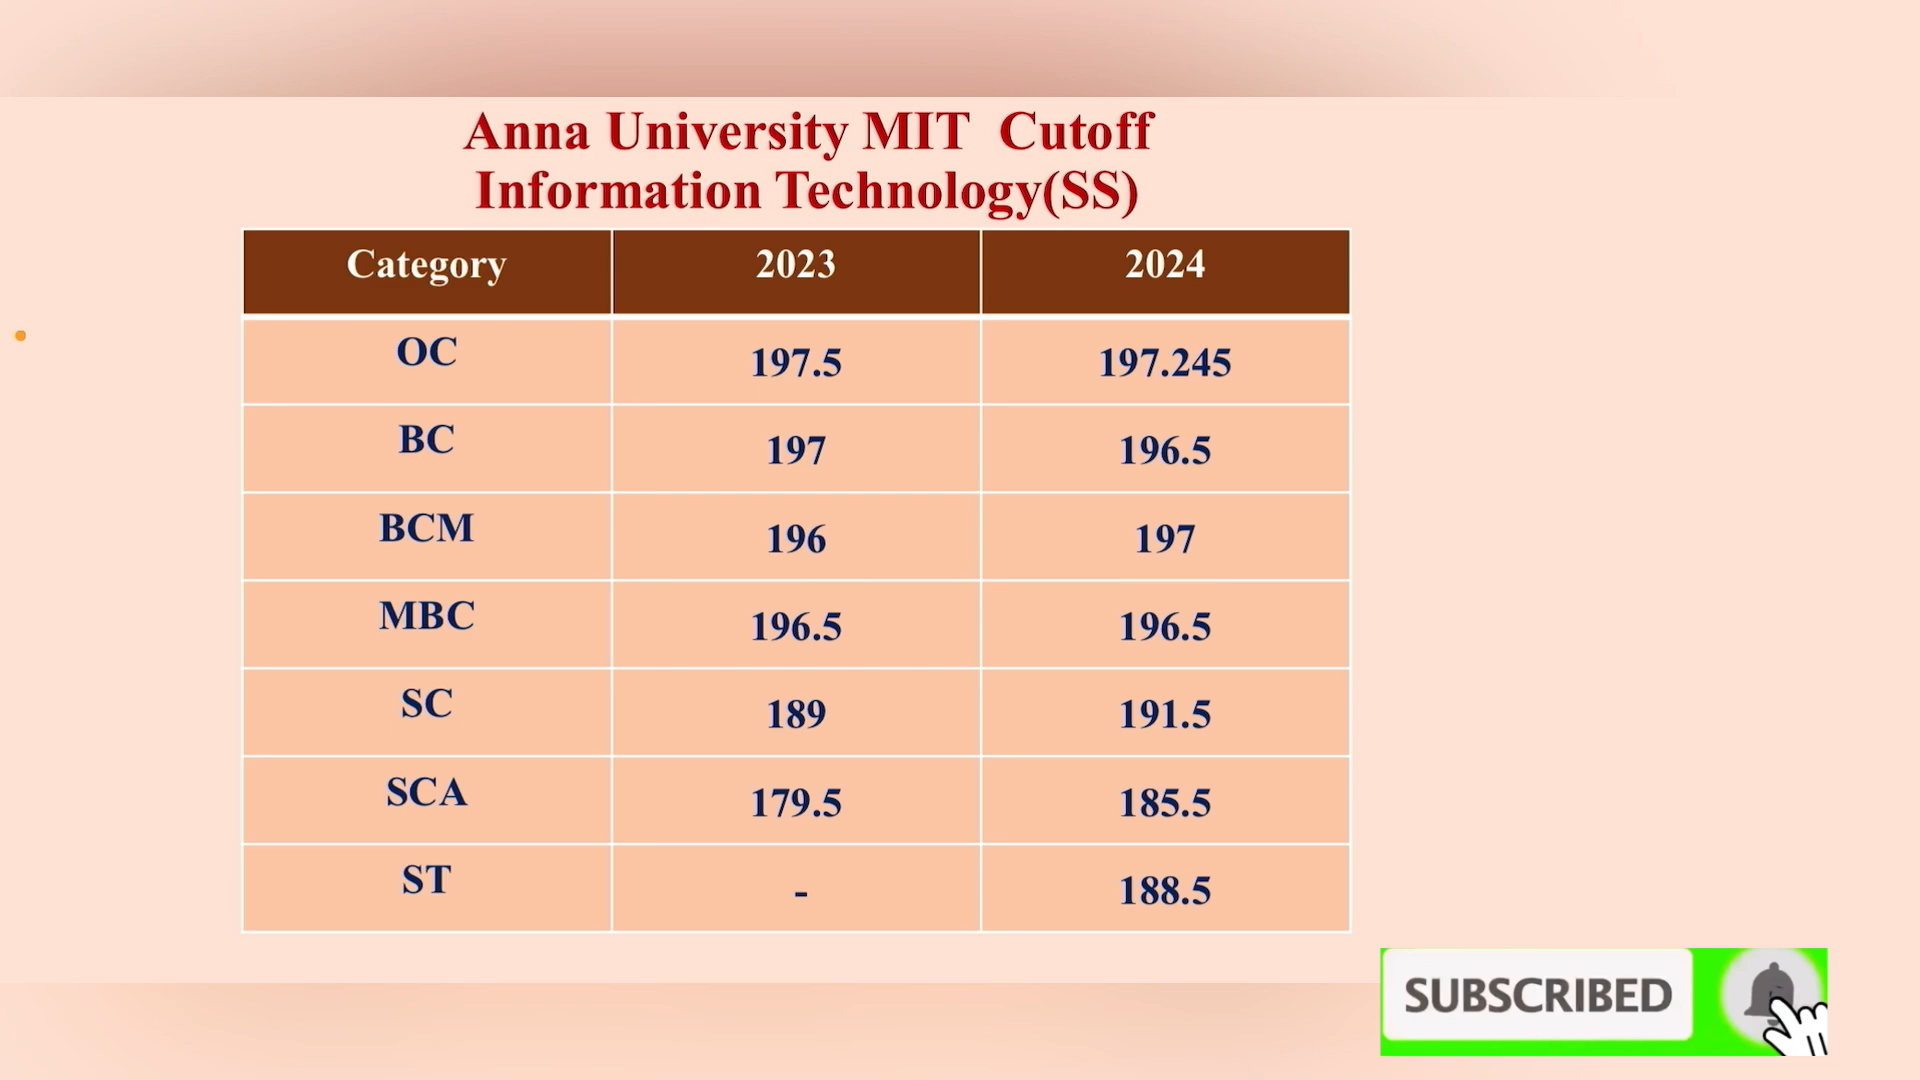 Anna University MIT Cutoff
Information Technology(SS)
Category 2023 2024
OC 197.5 197.245
BC 197 196.5
BCM 196 197
MBC 196.5 196.5
SC 189 191.5
SCA 179.5 185.5
ST - 188.5
SUBSCRIBED